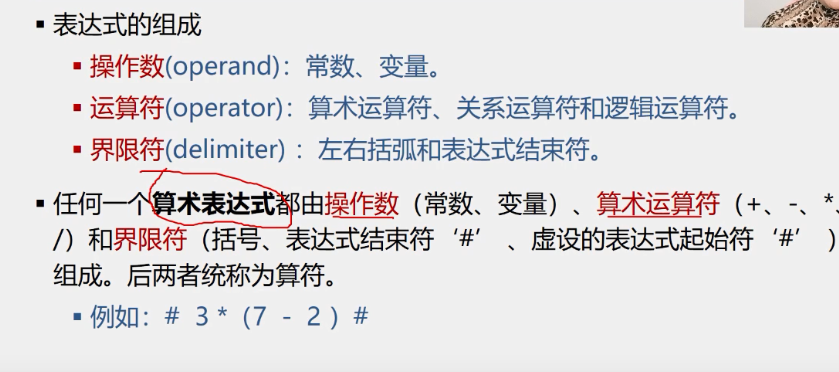 ▪ 表达式的组成
▪ 操作数(operand)：常数、变量。
▪ 运算符(operator)：算术运算符、关系运算符和逻辑运算符。
▪ 界限符(delimiter) ：左右括弧和表达式结束符。
▪ 任何一个算术表达式都由操作数（常数、变量）、算术运算符（+、-、*、
/）和界限符（括号、表达式结束符‘#’ 、虚设的表达式起始符‘#’ ）
组成。后两者统称为算符。
▪ 例如：# 3 *（7 - 2 ）#